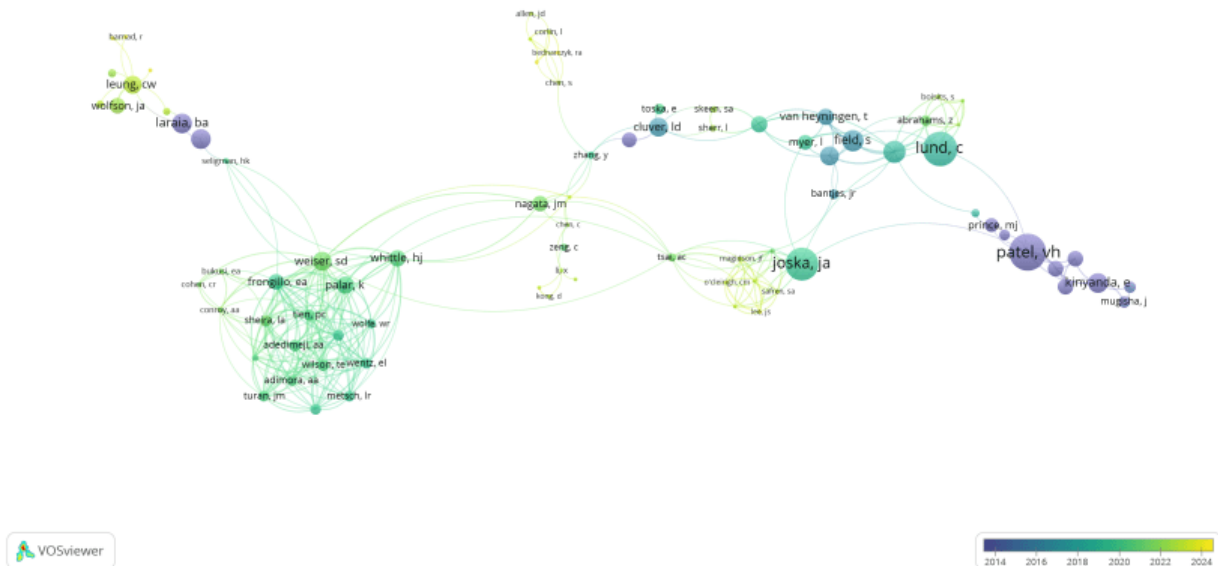 allen, jd
corlin, l
hamad, r
bednarczyk, ra
leung, cw
chen, s
wolfson, ja
toska, e
skeen, sa
boisits, s
laraia, ba
cluver, ld
sherr, l
van heyningen, t
abrahams, z
myer, l
field, s
lund, c
seligman, hk
zhang, y
bantjes, jr
nagata, jm
chen, c
prince, mj
zeng, c
weiser, sd
whittle, hj
tsai, ac
joska, ja
patel, vh
bukusi, ea
frongillo, ea
palar, k
li, x
magidson, jf
cohen, cr
o'cleirigh, cm
safren, sa
kinyanda, e
kong, d
mugisha, j
conroy, aa
sheira, la
tien, pc
wolfe, wr
lee, js
adedimeji, aa
wilson, te
wentz, el
adimora, aa
turan, jm
metsch, lr
VOSviewer
2014 2016 2018 2020 2022 2024